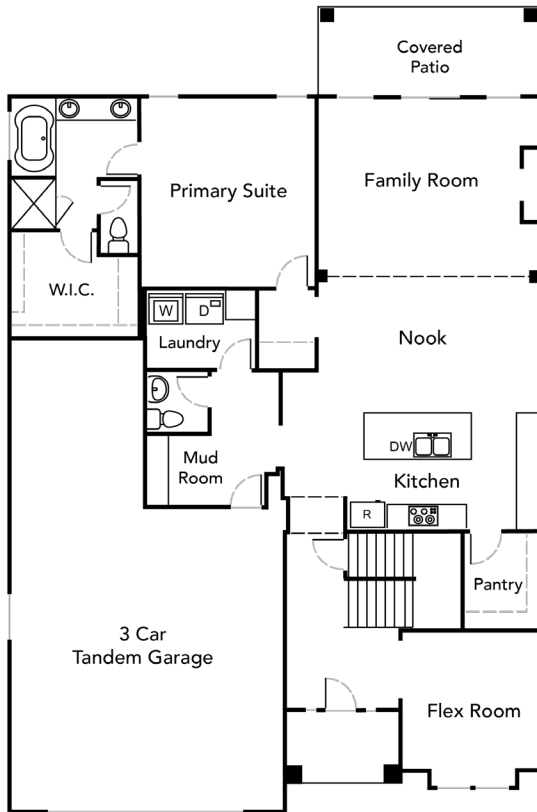 Covered
Patio
Primary Suite
Family Room
W.I.C.
W
D
Laundry
Nook
DW
Mud
Room
Kitchen
R
Pantry
3 Car
Tandem Garage
Flex Room